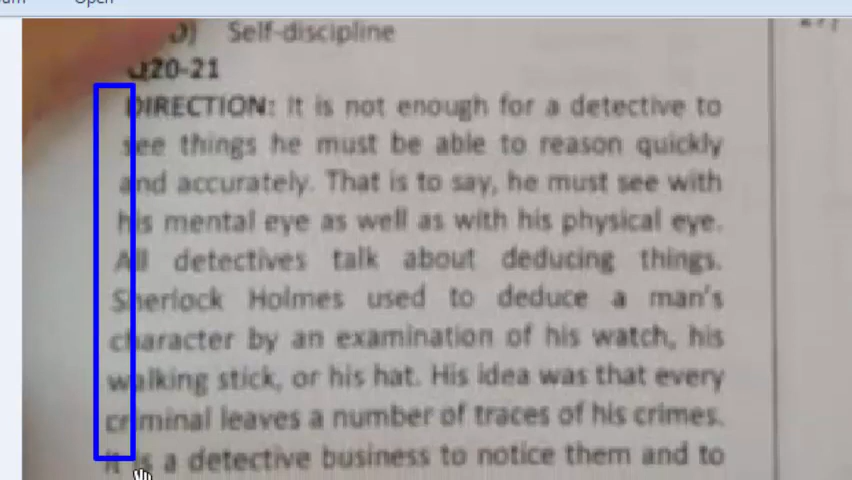 Open
D) Self-discipline
Q20-21
DIRECTION: It is not enough for a detective to
see things he must be able to reason quickly
and accurately. That is to say, he must see with
his mental eye as well as with his physical eye.
All detectives talk about deducing things.
Sherlock Holmes used to deduce a man's
character by an examination of his watch, his
walking stick, or his hat. His idea was that every
criminal leaves a number of traces of his crimes.
It is a detective business to notice them and to